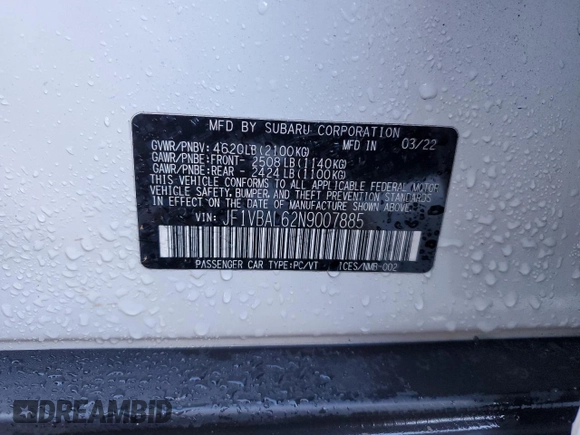 MFD BY SUBARU CORPORATION
GVWR/PNBV: 4620LB(2100KG) MFD IN 03/22
GAWR/PNBE:FRONT- 2508LB(1140KG)
GAWR/PNBE:REAR - 2424LB(1100KG)
THIS VEHICLE CONFORMS TO ALL APPLICABLE FEDERAL MOTOR
VEHICLE SAFETY, BUMPER, AND THEFT PREVENTION STANDARDS
IN EFFECT ON THE DATE OF MANUFACTURE SHOWN ABOVE.
VIN: JF1VBAL62N9007885
PASSENGER CAR TYPE:PC/VT ICES/NMB-002
DREAMBID